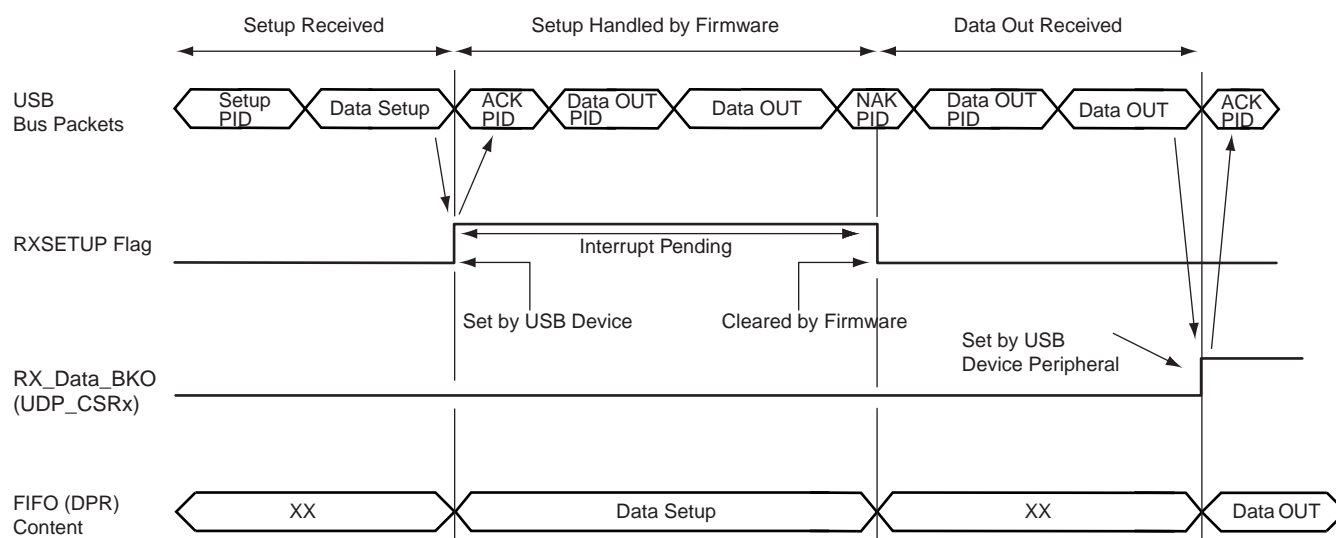 Setup Received
Setup Handled by Firmware
Data Out Received
USB
Bus Packets
Setup
PID
Data Setup
ACK
PID
Data OUT
PID
Data OUT
NAK
PID
Data OUT
PID
Data OUT
ACK
PID
RXSETUP Flag
Interrupt Pending
Set by USB Device
Cleared by Firmware
Set by USB
Device Peripheral
RX_Data_BKO
(UDP_CSRx)
FIFO (DPR)
Content
XX
Data Setup
XX
Data OUT